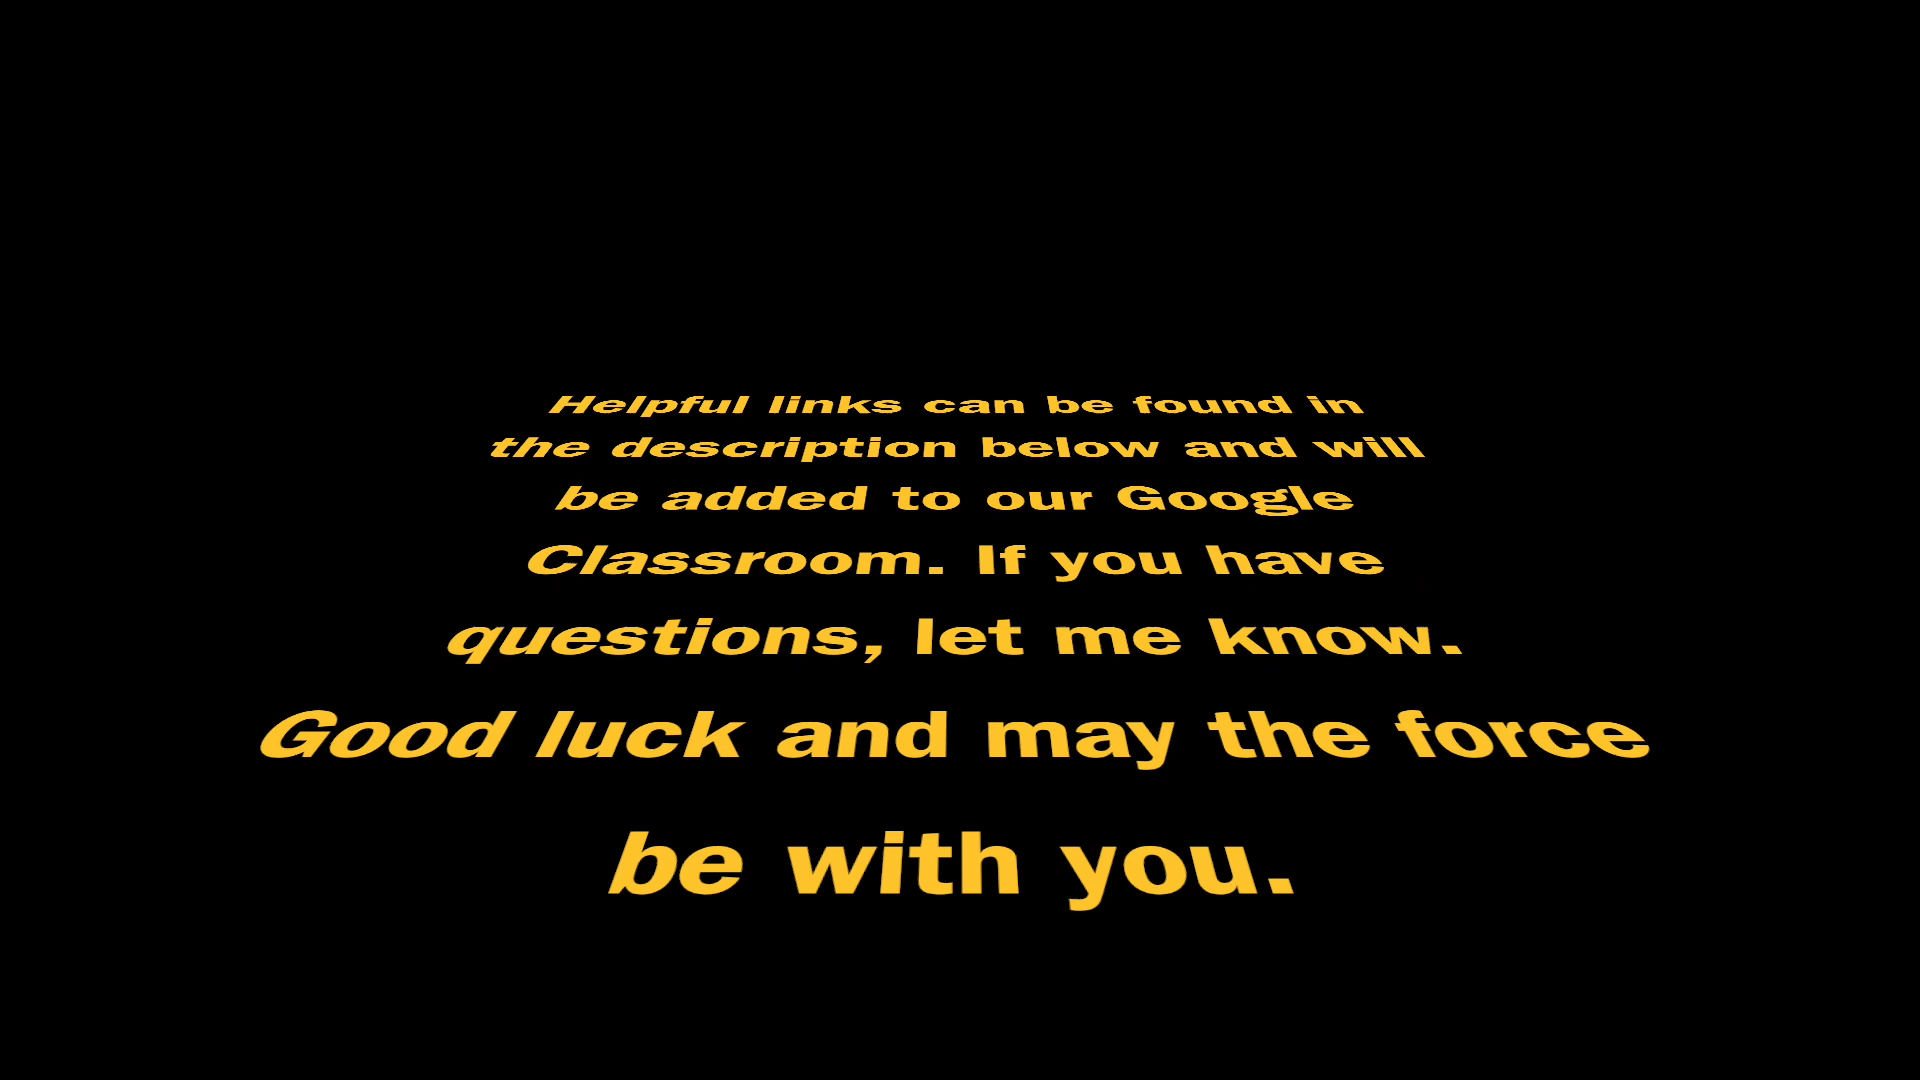 Helpful links can be found in
the description below and will
be added to our Google
Classroom. If you have
questions, let me know.
Good luck and may the force
be with you.